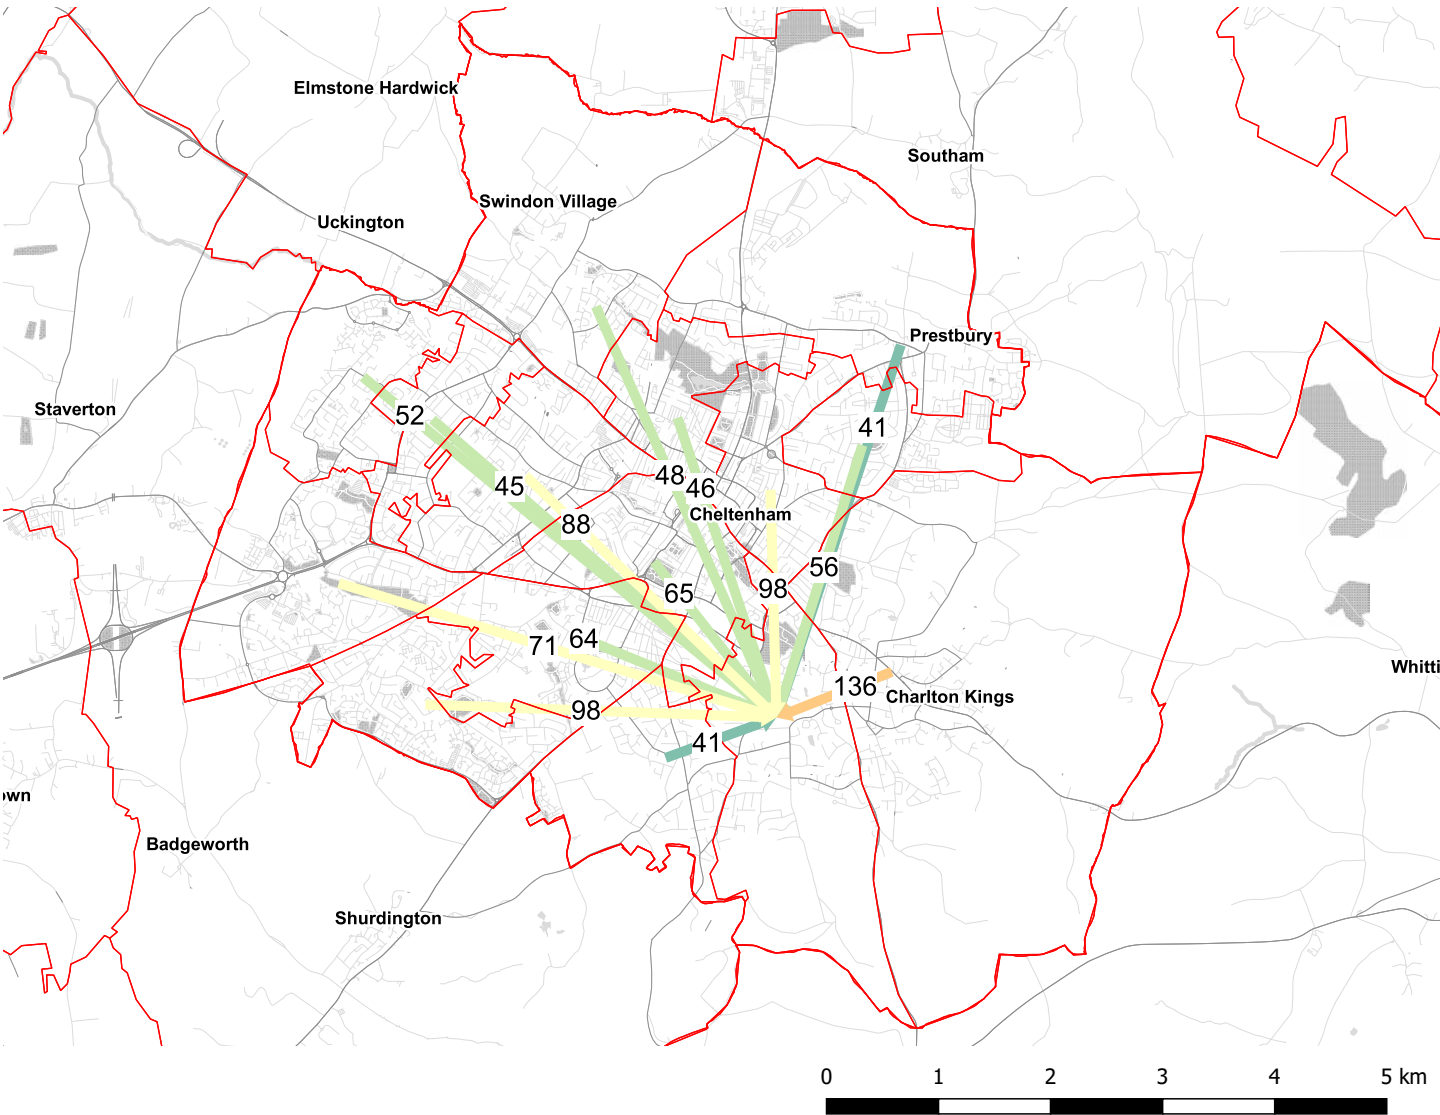 Elmstone Hardwick
Southam
Swindon Village
Uckington
Prestbury
Staverton
52
41
48
45
46
Cheltenham
88
56
98
65
64
71
Whitti
136
Charlton Kings
98
41
own
Badgeworth
Shurdington
0 1 2 3 4 5 km